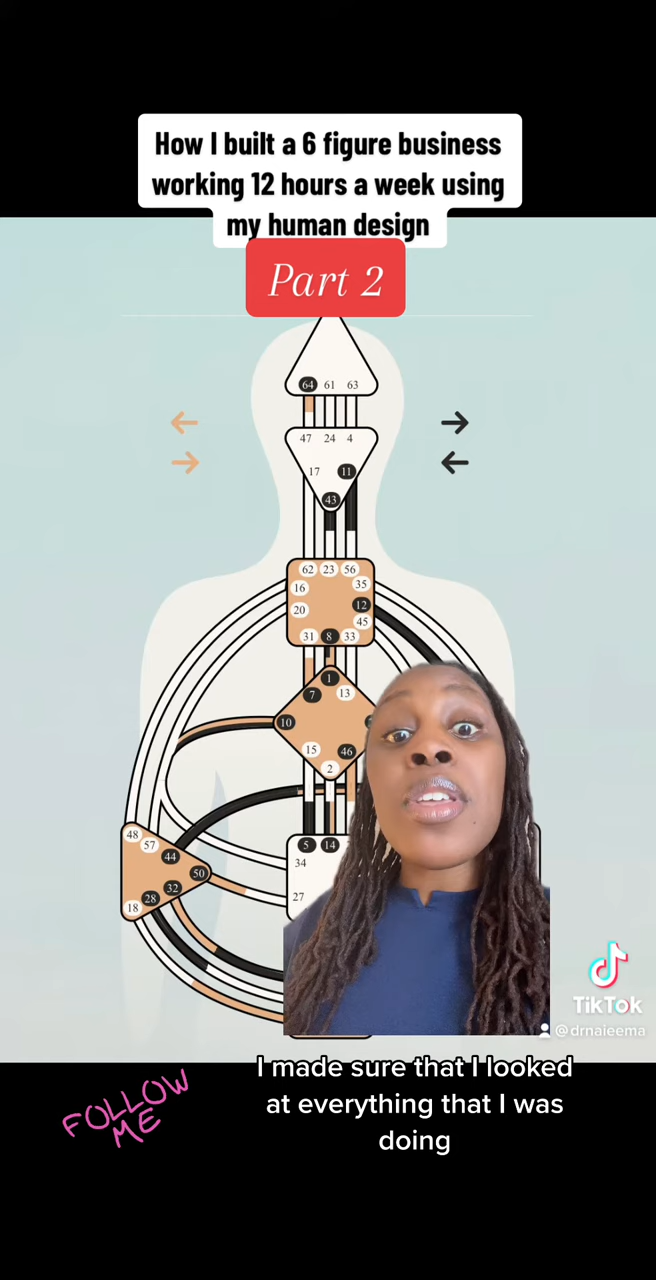 How I built a 6 figure business
working 12 hours a week using
my human design
Part 2
64 61 63
47 24 4
17 11
43
62 23 56
16 35
20 12
45
31 8 33
1
7 13
10
15 46
2
48
57
44
50
32
28
18
5 14
34
27
TikTok
@drnaieema
I made sure that I looked
at everything that I was
doing
FOLLOW
ME